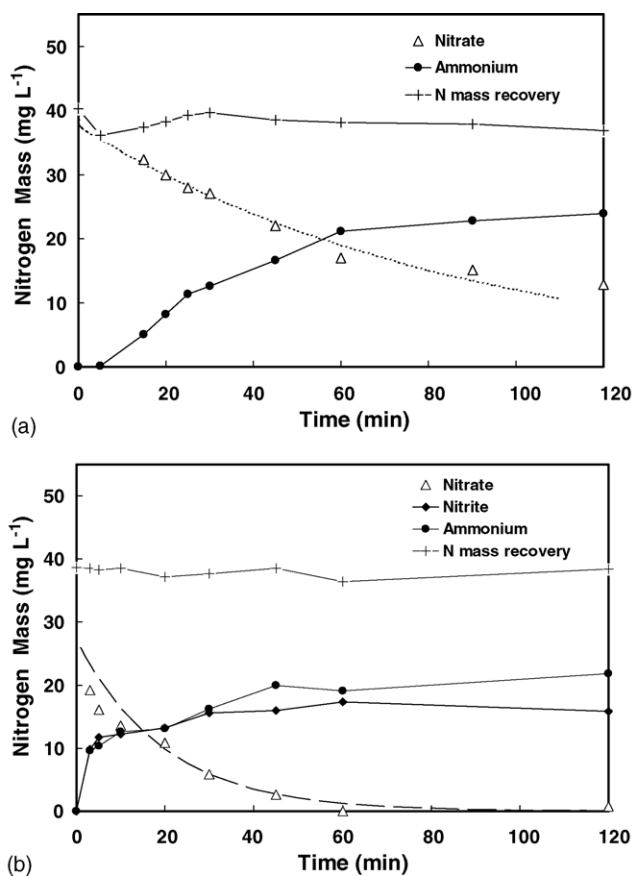 50
40
30
20
10
0
Nitrogen Mass (mg L-1)
Nitrate
Ammonium
N mass recovery
0 20 40 60 80 100 120
Time (min)
(a)
50
40
30
20
10
0
Nitrogen Mass (mg L-1)
Nitrate
Nitrite
Ammonium
N mass recovery
0 20 40 60 80 100 120
Time (min)
(b)